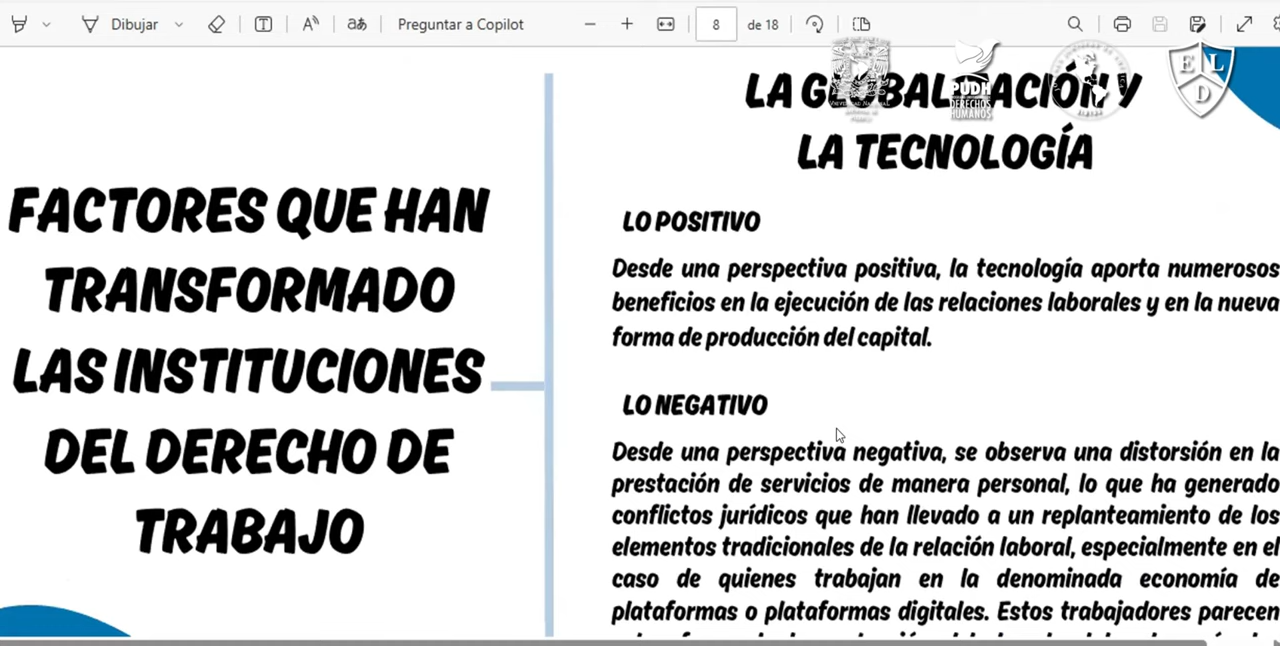 Dibujar
Preguntar a Copilot
8 de 18
PUDH
DERECHOS
HUMANOS
E L
D
FACTORES QUE HAN
TRANSFORMADO
LAS INSTITUCIONES
DEL DERECHO DE
TRABAJO
LA GLOBALIZACIÓN Y
LA TECNOLOGÍA
LO POSITIVO
Desde una perspectiva positiva, la tecnología aporta numerosos
beneficios en la ejecución de las relaciones laborales y en la nueva
forma de producción del capital.
LO NEGATIVO
Desde una perspectiva negativa, se observa una distorsión en la
prestación de servicios de manera personal, lo que ha generado
conflictos jurídicos que han llevado a un replanteamiento de los
elementos tradicionales de la relación laboral, especialmente en el
caso de quienes trabajan en la denominada economía de
plataformas o plataformas digitales. Estos trabajadores parecen